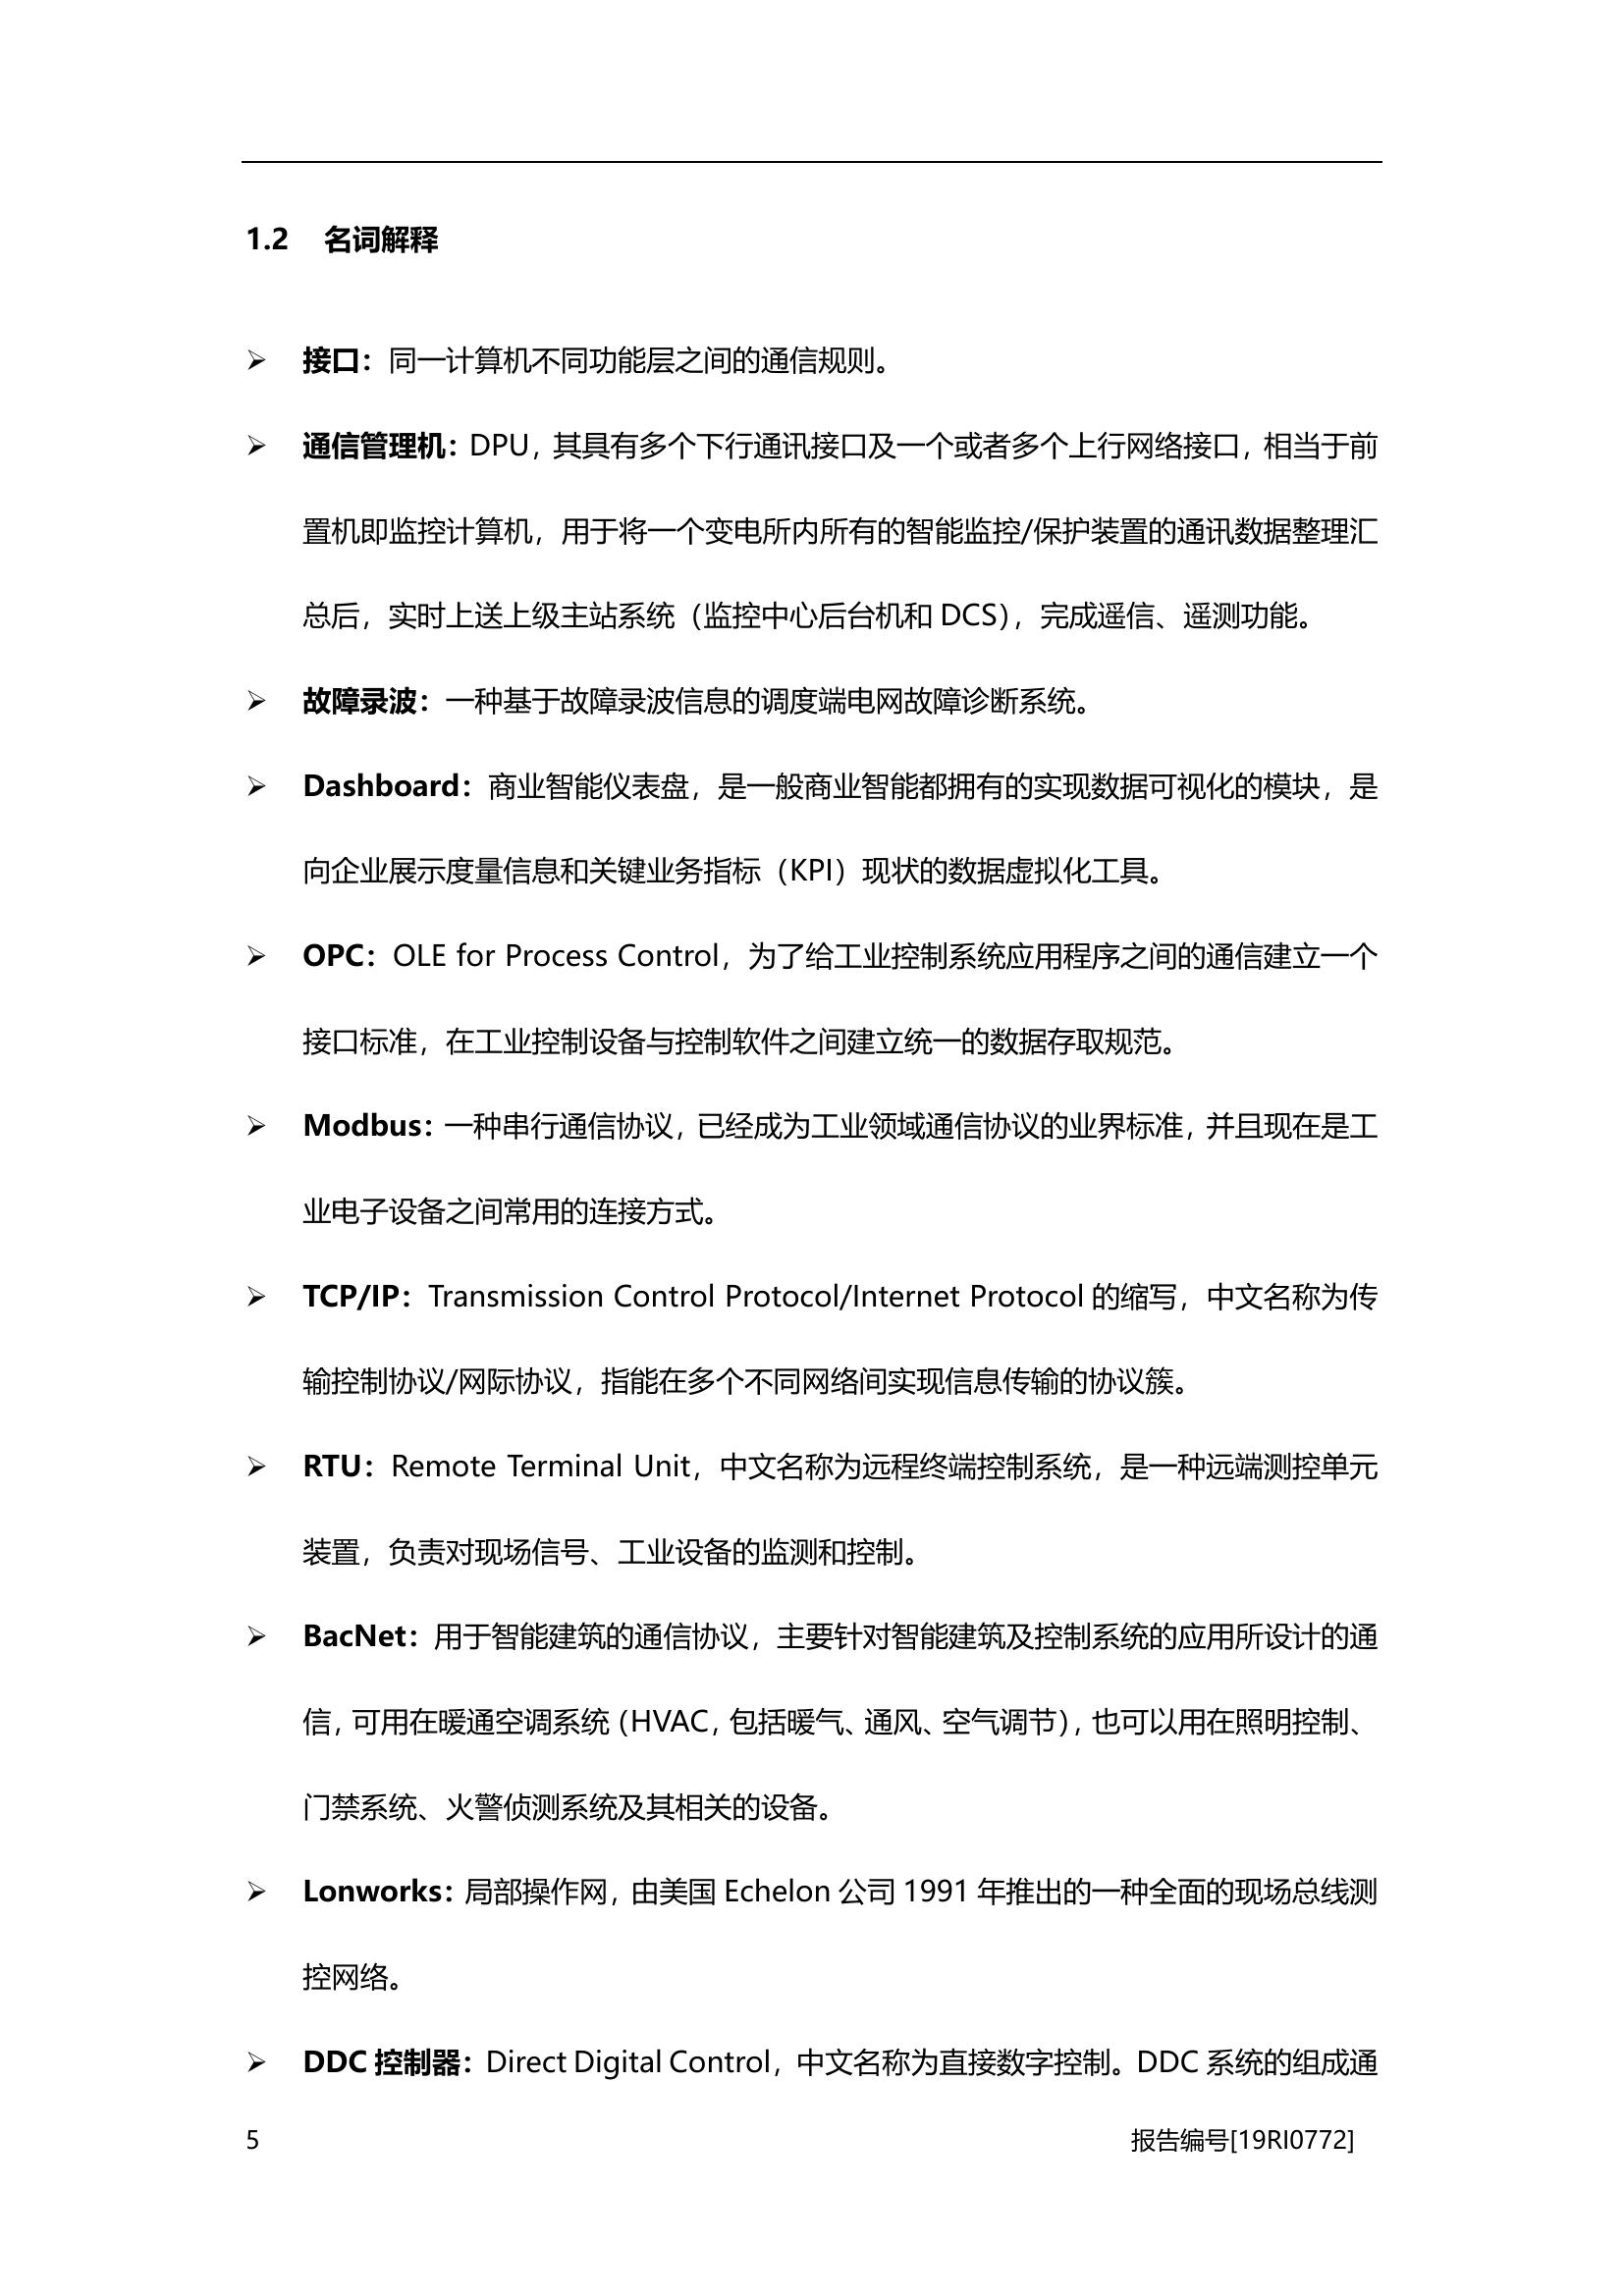 1.2 名词解释
➢ 接口：同一计算机不同功能层之间的通信规则。
➢ 通信管理机：DPU，其具有多个下行通讯接口及一个或者多个上行网络接口，相当于前
置机即监控计算机，用于将一个变电所内所有的智能监控/保护装置的通讯数据整理汇
总后，实时上送上级主站系统（监控中心后台机和 DCS），完成遥信、遥测功能。
➢ 故障录波：一种基于故障录波信息的调度端电网故障诊断系统。
➢ Dashboard：商业智能仪表盘，是一般商业智能都拥有的实现数据可视化的模块，是
向企业展示度量信息和关键业务指标（KPI）现状的数据虚拟化工具。
➢ OPC：OLE for Process Control，为了给工业控制系统应用程序之间的通信建立一个
接口标准，在工业控制设备与控制软件之间建立统一的数据存取规范。
➢ Modbus：一种串行通信协议，已经成为工业领域通信协议的业界标准，并且现在是工
业电子设备之间常用的连接方式。
➢ TCP/IP：Transmission Control Protocol/Internet Protocol 的缩写，中文名称为传
输控制协议/网际协议，指能在多个不同网络间实现信息传输的协议簇。
➢ RTU：Remote Terminal Unit，中文名称为远程终端控制系统，是一种远端测控单元
装置，负责对现场信号、工业设备的监测和控制。
➢ BacNet：用于智能建筑的通信协议，主要针对智能建筑及控制系统的应用所设计的通
信，可用在暖通空调系统（HVAC，包括暖气、通风、空气调节），也可以用在照明控制、
门禁系统、火警侦测系统及其相关的设备。
➢ Lonworks：局部操作网，由美国 Echelon 公司 1991 年推出的一种全面的现场总线测
控网络。
➢ DDC 控制器：Direct Digital Control，中文名称为直接数字控制。DDC 系统的组成通
5 报告编号[19RI0772]